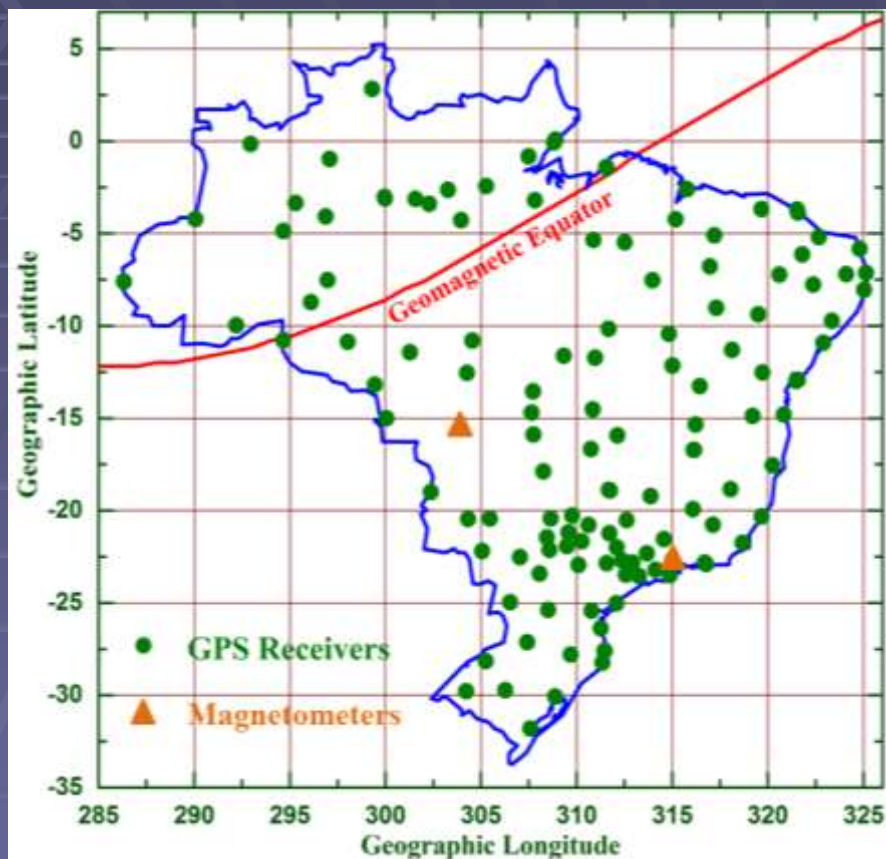 5
0
-5
-10
-15
-20
-25
-30
-35
Geographic Latitude
Geomagnetic Equator
GPS Receivers
Magnetometers
285 290 295 300 305 310 315 320 325
Geographic Longitude